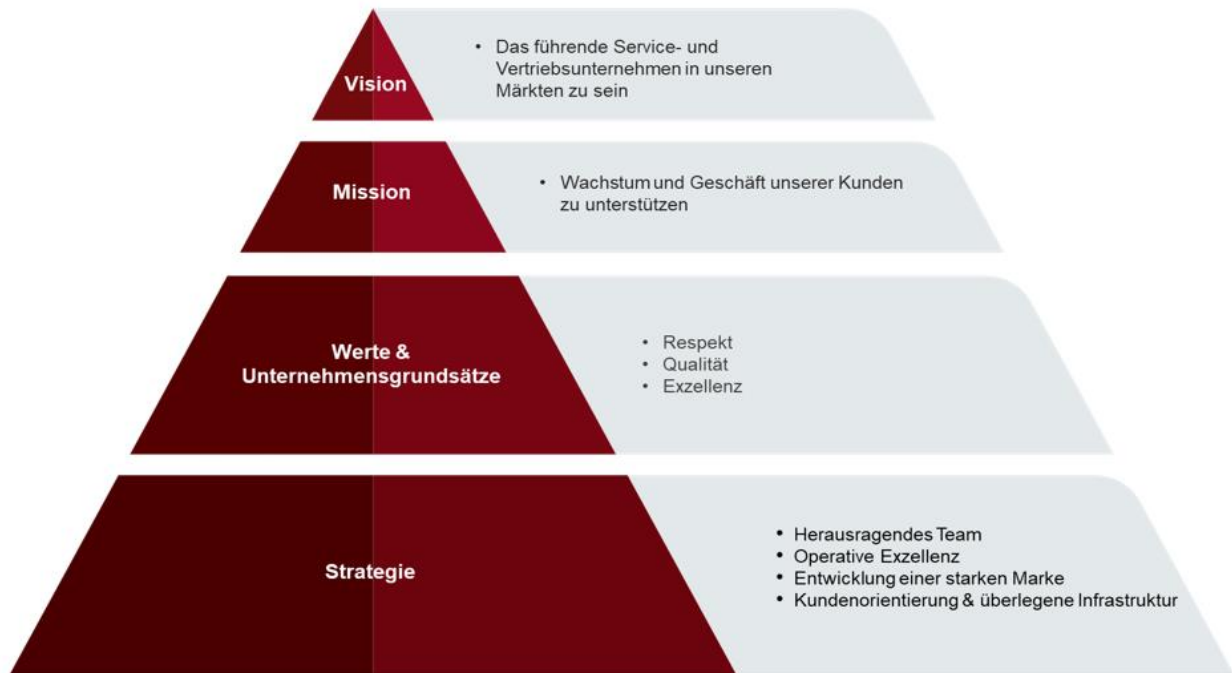 Vision
• Das führende Service- und
Vertriebsunternehmen in unseren
Märkten zu sein
Mission
• Wachstum und Geschäft unserer Kunden
zu unterstützen
Werte &
Unternehmensgrundsätze
• Respekt
• Qualität
• Exzellenz
Strategie
• Herausragendes Team
• Operative Exzellenz
• Entwicklung einer starken Marke
• Kundenorientierung & überlegene Infrastruktur